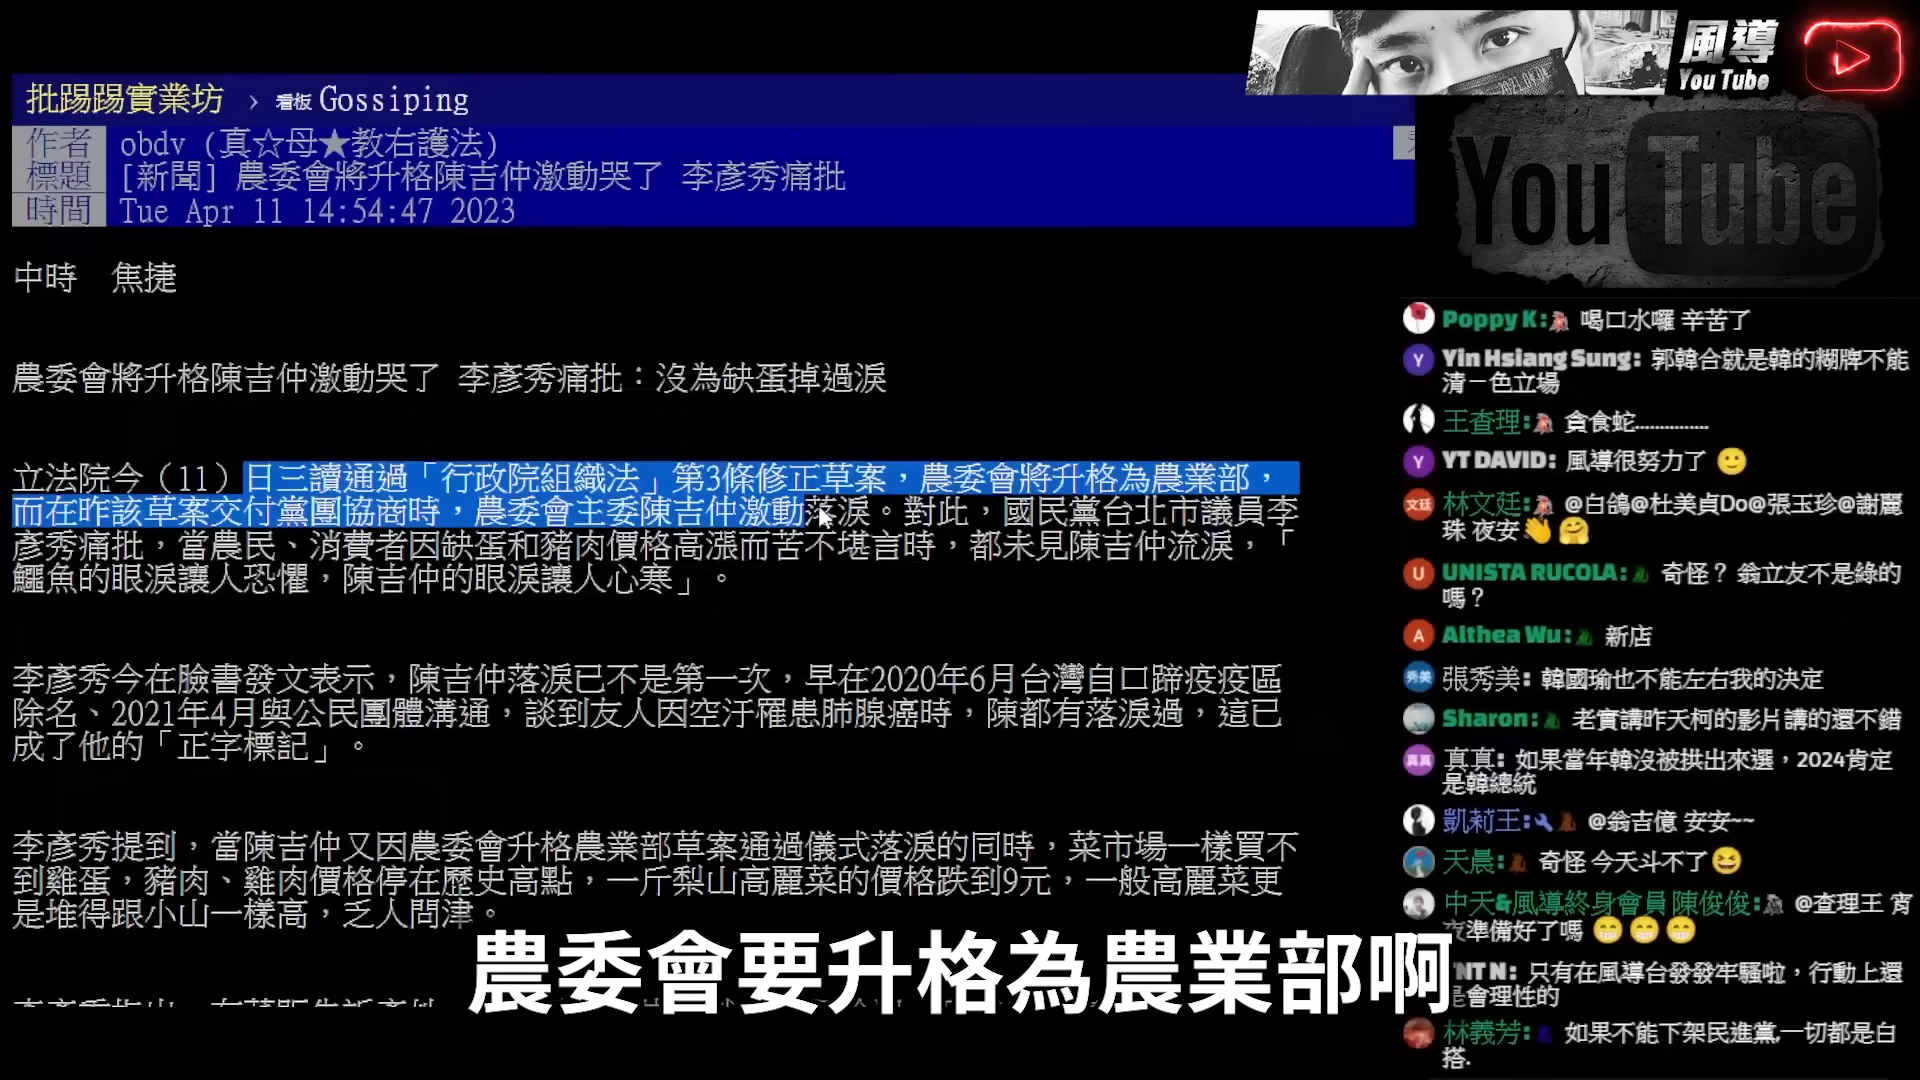 風導
You Tube
YouTube
批踢踢實業坊 › 看板 Gossiping
作者 obdv (真☆母★教右護法)
標題 [新聞] 農委會將升格陳吉仲激動哭了 李彥秀痛批
時間 Tue Apr 11 14:54:47 2023
中時 焦捷
農委會將升格陳吉仲激動哭了 李彥秀痛批：沒為缺蛋掉過淚
立法院今（11）日三讀通過「行政院組織法」第3條修正草案，農委會將升格為農業部，
而在昨該草案交付黨團協商時，農委會主委陳吉仲激動落淚。對此，國民黨台北市議員李
彥秀痛批，當農民、消費者因缺蛋和豬肉價格高漲而苦不堪言時，都未見陳吉仲流淚，「
鱷魚的眼淚讓人恐懼，陳吉仲的眼淚讓人心寒」。
李彥秀今在臉書發文表示，陳吉仲落淚已不是第一次，早在2020年6月台灣自口蹄疫疫區
除名、2021年4月與公民團體溝通，談到友人因空汙罹患肺腺癌時，陳都有落淚過，這已
成了他的「正字標記」。
李彥秀提到，當陳吉仲又因農委會升格農業部草案通過儀式落淚的同時，菜市場一樣買不
到雞蛋，豬肉、雞肉價格停在歷史高點，一斤梨山高麗菜的價格跌到9元，一般高麗菜更
是堆得跟小山一樣高，乏人問津。
農委會要升格為農業部啊
Poppy K: 喝口水囉 辛苦了
Yin Hsiang Sung: 郭韓合就是韓的糊牌不能
清一色立場
王查理: 貪食蛇...............
YT DAVID: 風導很努力了 🙂
林文廷: @白鴿@杜美貞Do@張玉珍@謝麗
珠 夜安👋🤗
UNISTA RUCOLA: 奇怪？ 翁立友不是綠的
嗎？
Althea Wu: 新店
張秀美: 韓國瑜也不能左右我的決定
Sharon: 老實講昨天柯的影片講的還不錯
真真: 如果當年韓沒被拱出來選，2024肯定
是韓總統
凱莉王: @翁吉億 安安~~
天晨: 奇怪 今天斗不了😆
中天&風導終身會員 陳俊俊: @查理王 宵
夜準備好了嗎 😁😁😁
NT N: 只有在風導台發發牢騷啦，行動上還
是會理性的
林義芳: 如果不能下架民進黨,一切都是白
搭.